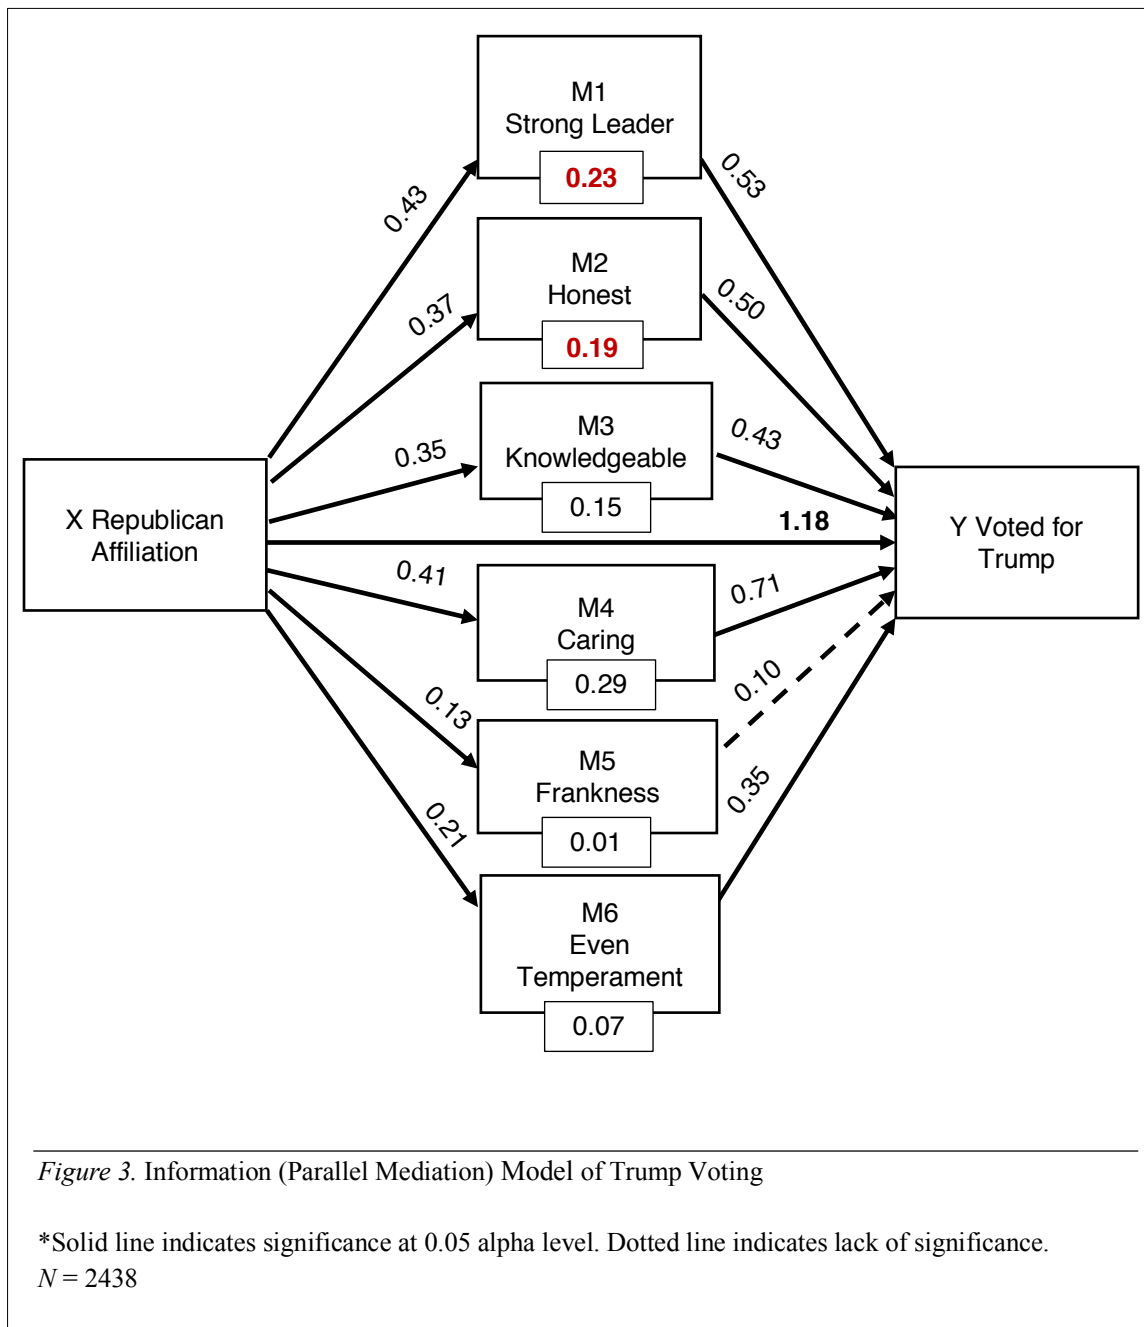 M1
Strong Leader
0.23
0.43
0.53
M2
Honest
0.19
0.37
0.50
M3
Knowledgeable
0.15
0.35
0.43
X Republican
Affiliation
1.18
Y Voted for
Trump
M4
Caring
0.29
0.41
0.71
M5
Frankness
0.01
0.13
0.10
M6
Even
Temperament
0.07
0.21
0.35
Figure 3. Information (Parallel Mediation) Model of Trump Voting
*Solid line indicates significance at 0.05 alpha level. Dotted line indicates lack of significance.
N = 2438